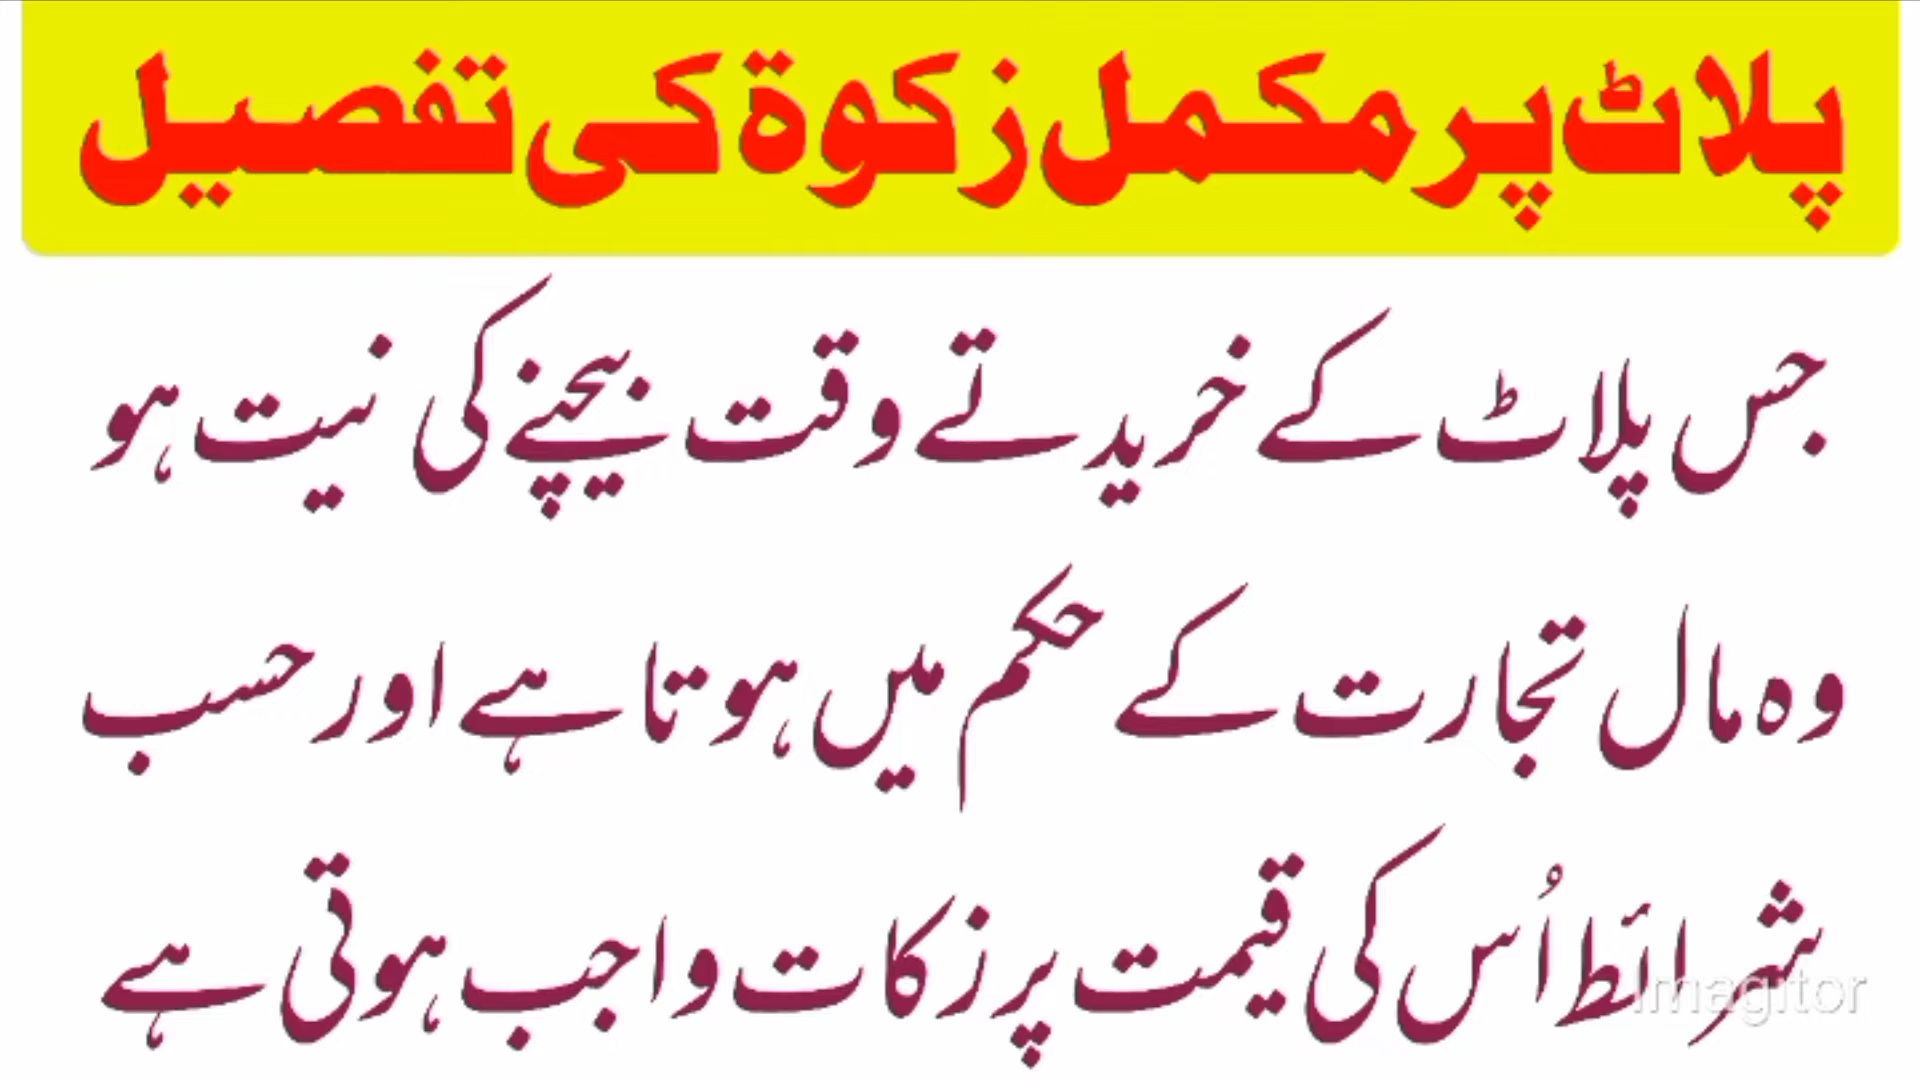 پلاٹ پر مکمل زکوۃ کی تفصیل
جس پلاٹ کے خریدتے وقت بیچنے کی نیت ہو
وہ مال تجارت کے حکم میں ہوتا ہے اور حسب
شرائط اُس کی قیمت پر زکات واجب ہوتی ہے
Imagitor